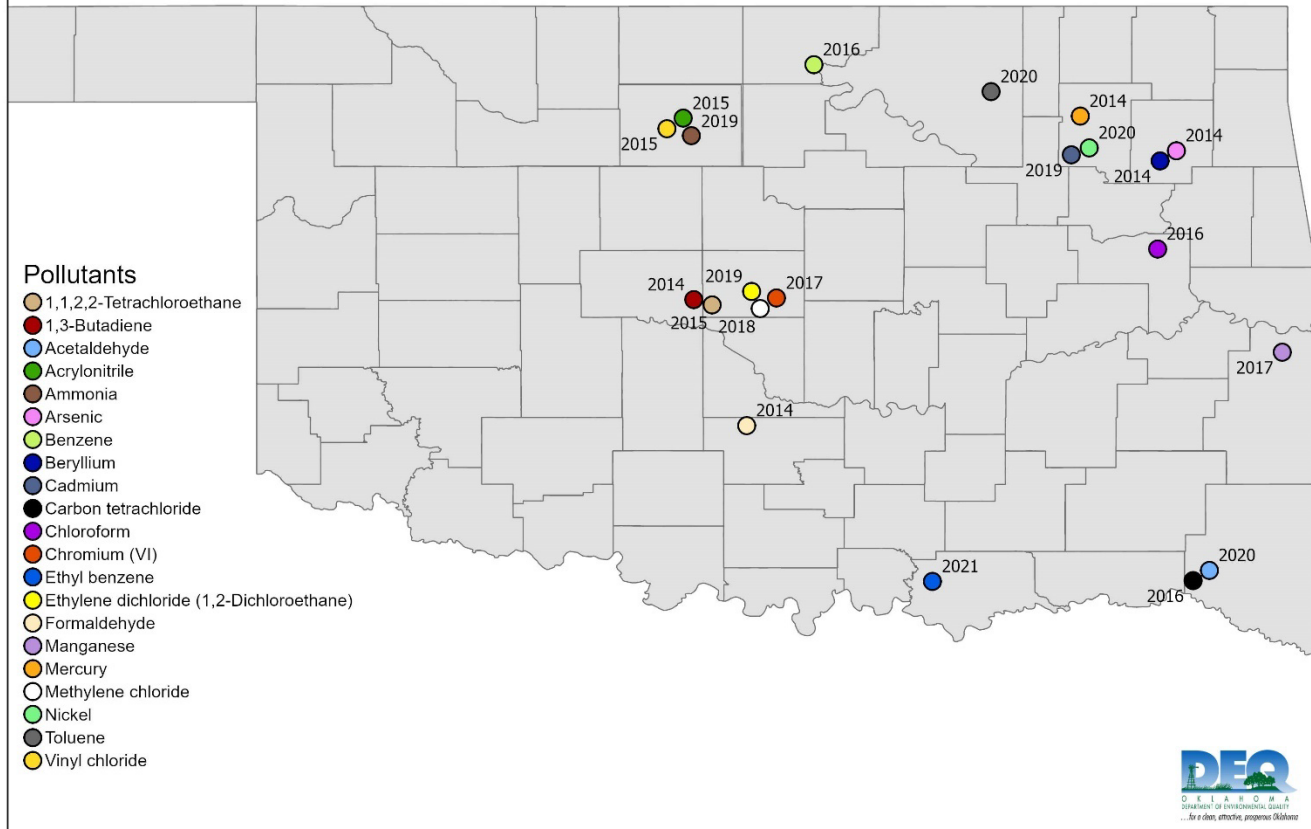 2016
2020
2015
2019
2015
2014
2020
2019
2014
2014
2016
2014
2019
2017
2015
2018
2017
2014
2021
2020
2016
Pollutants
1,1,2,2-Tetrachloroethane
1,3-Butadiene
Acetaldehyde
Acrylonitrile
Ammonia
Arsenic
Benzene
Beryllium
Cadmium
Carbon tetrachloride
Chloroform
Chromium (VI)
Ethyl benzene
Ethylene dichloride (1,2-Dichloroethane)
Formaldehyde
Manganese
Mercury
Methylene chloride
Nickel
Toluene
Vinyl chloride
DEQ
OKLAHOMA
DEPARTMENT OF ENVIRONMENTAL QUALITY
...for a clean, attractive, prosperous Oklahoma